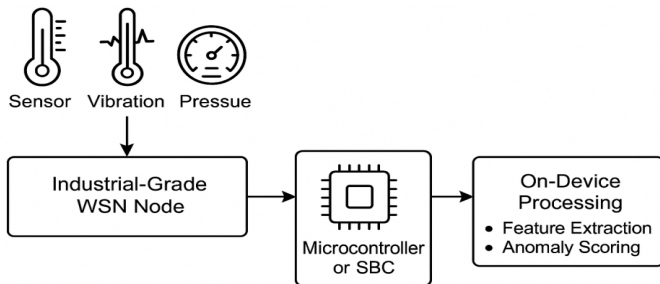 Sensor Vibration Pressue
Industrial-Grade
WSN Node
Microcontroller
or SBC
On-Device
Processing
• Feature Extraction
• Anomaly Scoring